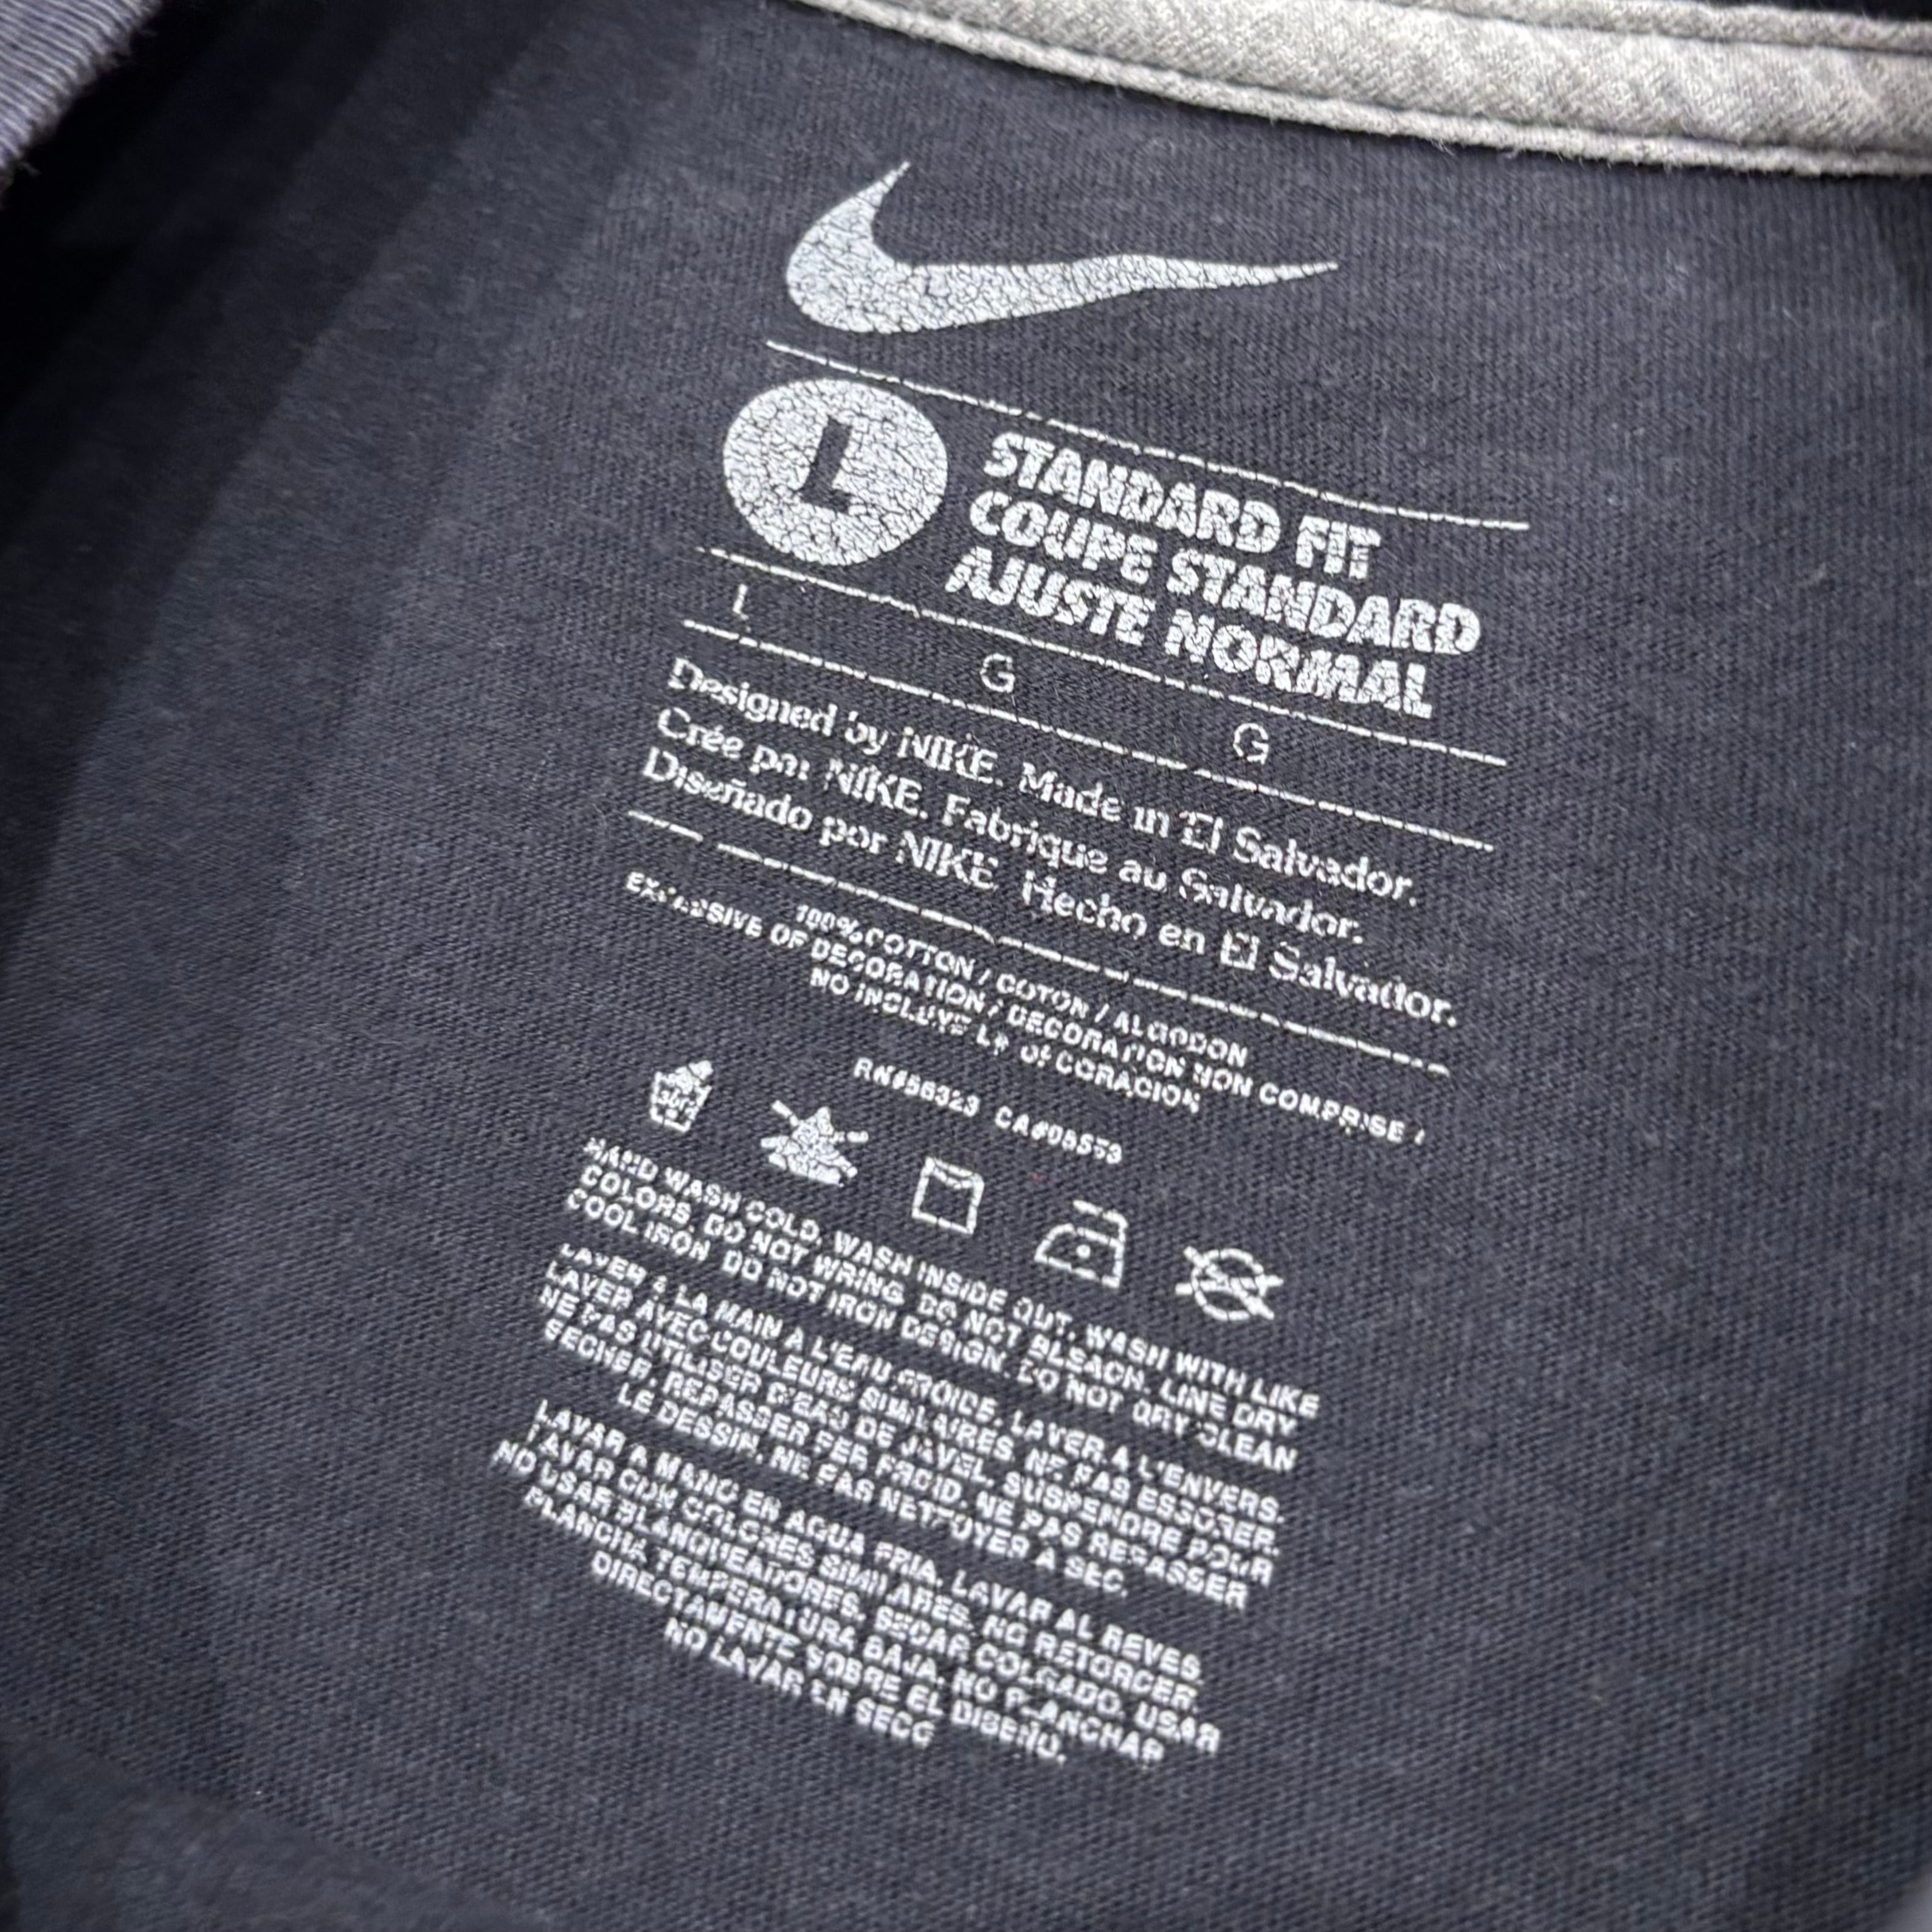 L
STANDARD FIT
COUPE STANDARD
AJUSTE NORMAL
L G G
Designed by NIKE. Made in El Salvador.
Crée par NIKE. Fabrique au Salvador.
Diseñado por NIKE. Hecho en El Salvador.
100% COTTON / COTON / ALGODON
EXCLUSIVE OF DECORATION / DECORATION NON COMPRISE /
NO INCLUYE
RN#56323 CA#05553
30°C
HAND WASH COLD, WASH INSIDE OUT, WASH WITH LIKE
COLORS, DO NOT WRING, DO NOT BLEACH, LINE DRY
COOL IRON, DO NOT IRON DESIGN, DO NOT DRY CLEAN
LAVER A LA MAIN A L'EAU FROIDE, LAVER A L'ENVERS.
LAVER AVEC COULEURS SIMILAIRES, NE PAS ESSORER.
NE PAS UTILISER D'EAU DE JAVEL, SUSPENDRE POUR
SECHER, REPASSER FER FROID, NE PAS REPASSER
LE DESSIN, NE PAS NETTOYER A SEC.
LAVAR A MANO EN AGUA FRIA, LAVAR AL REVES
LAVAR CON COLORES SIMILARES, NO RETORCER,
NO USAR BLANQUEADORES, SECAR COLGADO, USAR
PLANCHA TEMPERATURA BAJA, NO PLANCHAR
DIRECTAMENTE SOBRE EL DISEÑO,
NO LAVAR EN SECO